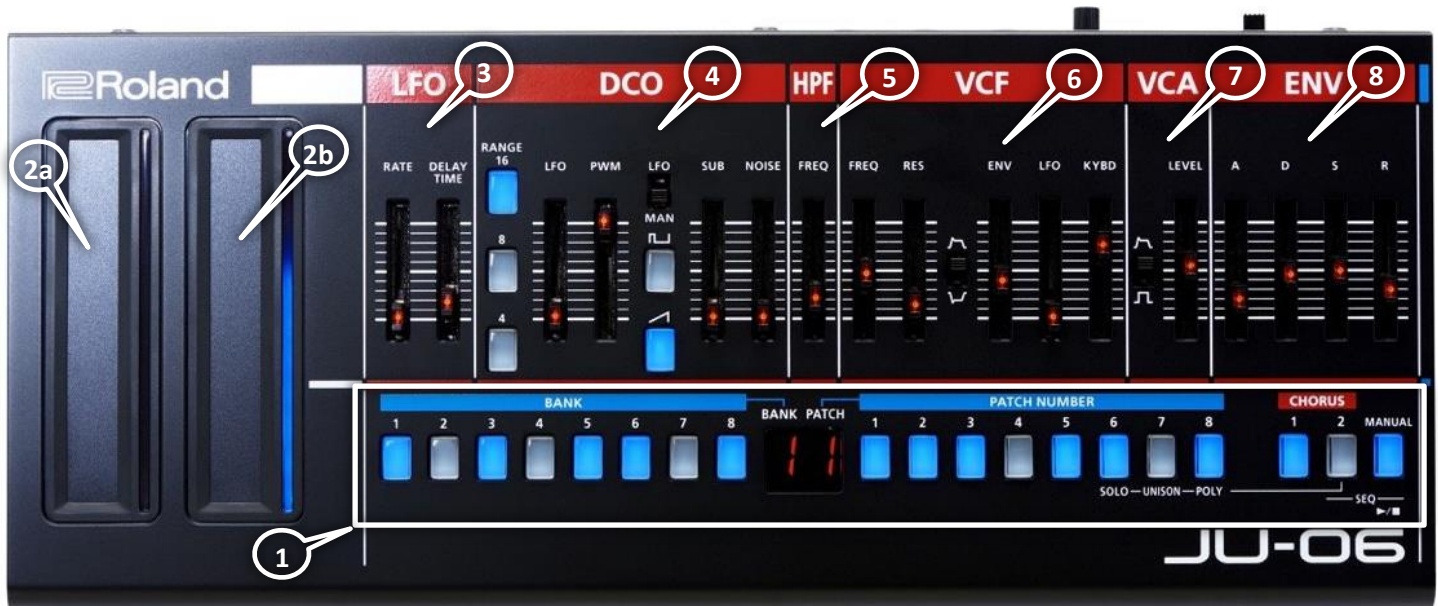 Roland
LFO DCO HPF VCF VCA ENV
3 4 5 6 7 8
2a 2b
RANGE
16
RATE DELAY TIME LFO PWM LFO SUB NOISE FREQ FREQ RES ENV LFO KYBD LEVEL A D S R
MAN
8
4
BANK BANK PATCH PATCH NUMBER CHORUS
1 2 3 4 5 6 7 8 1 2 3 4 5 6 7 8 1 2 MANUAL
11
SOLO UNISON POLY
SEQ
1
JU-06